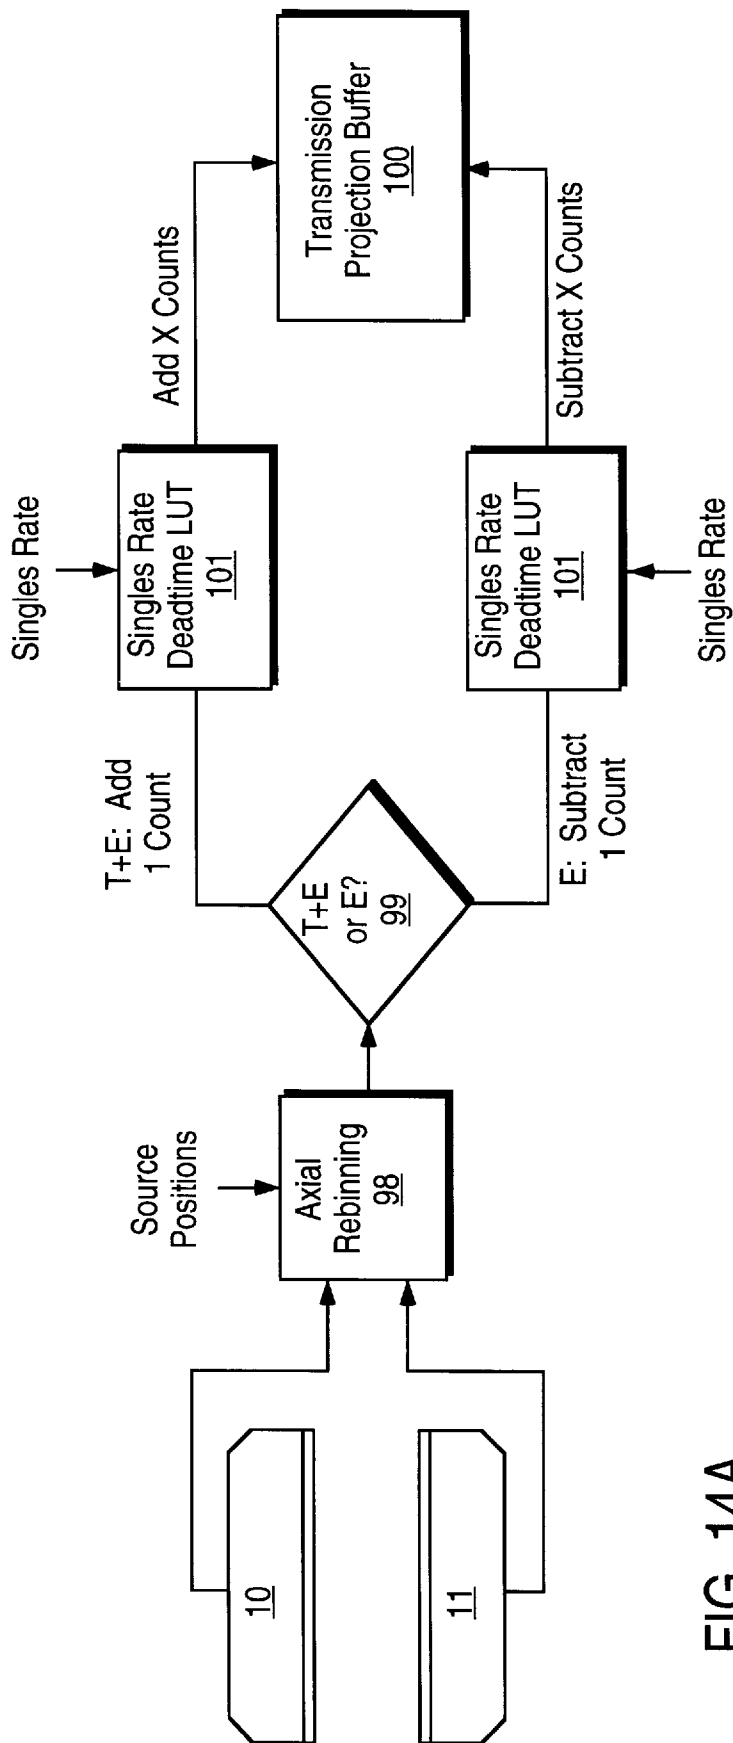 10
11
Source
Positions
Axial
Rebinning
98
T+E
or E?
99
T+E: Add
1 Count
E: Subtract
1 Count
Singles Rate
Singles Rate
Deadtime LUT
101
Singles Rate
Deadtime LUT
101
Singles Rate
Add X Counts
Subtract X Counts
Transmission
Projection Buffer
100
FIG. 14A